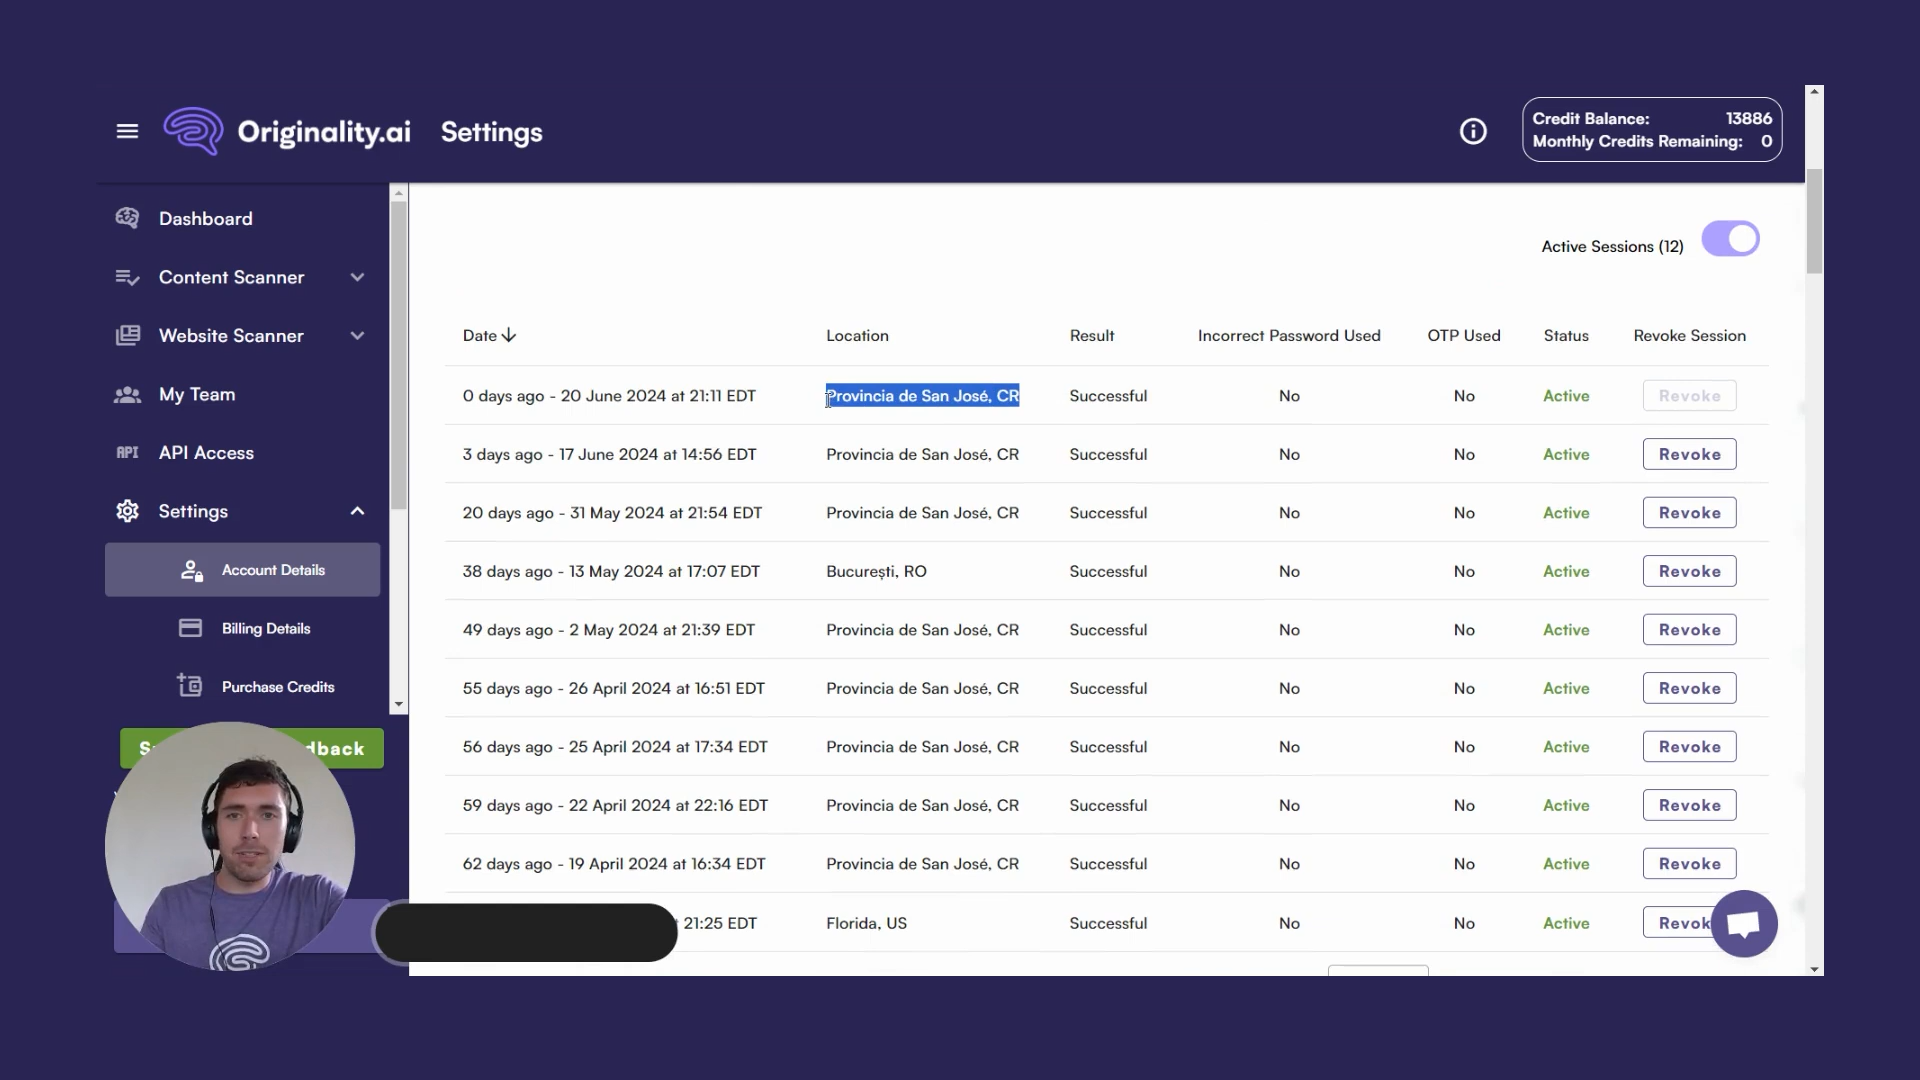 Originality.ai Settings
Credit Balance: 13886
Monthly Credits Remaining: 0
Dashboard
Content Scanner
Website Scanner
My Team
API API Access
Settings
Account Details
Billing Details
Purchase Credits
Active Sessions (12)
Date Location Result Incorrect Password Used OTP Used Status Revoke Session
0 days ago - 20 June 2024 at 21:11 EDT Provincia de San José, CR Successful No No Active Revoke
3 days ago - 17 June 2024 at 14:56 EDT Provincia de San José, CR Successful No No Active Revoke
20 days ago - 31 May 2024 at 21:54 EDT Provincia de San José, CR Successful No No Active Revoke
38 days ago - 13 May 2024 at 17:07 EDT București, RO Successful No No Active Revoke
49 days ago - 2 May 2024 at 21:39 EDT Provincia de San José, CR Successful No No Active Revoke
55 days ago - 26 April 2024 at 16:51 EDT Provincia de San José, CR Successful No No Active Revoke
56 days ago - 25 April 2024 at 17:34 EDT Provincia de San José, CR Successful No No Active Revoke
59 days ago - 22 April 2024 at 22:16 EDT Provincia de San José, CR Successful No No Active Revoke
62 days ago - 19 April 2024 at 16:34 EDT Provincia de San José, CR Successful No No Active Revoke
21:25 EDT Florida, US Successful No No Active Revok